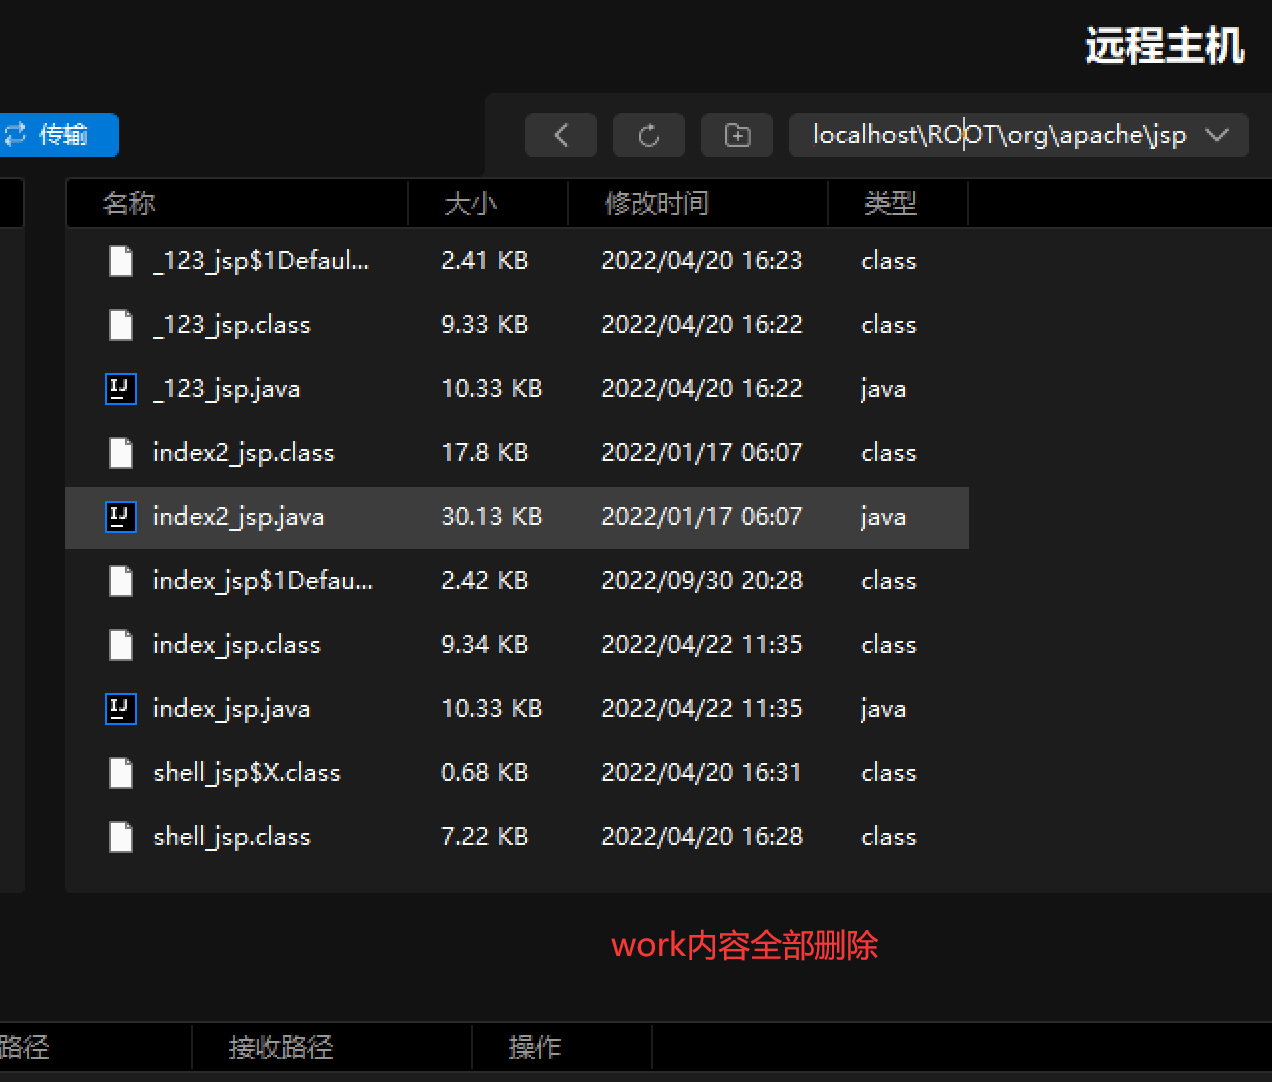 远程主机
传输
localhost\ROOT\org\apache\jsp
名称 大小 修改时间 类型
_123_jsp$1Defaul... 2.41 KB 2022/04/20 16:23 class
_123_jsp.class 9.33 KB 2022/04/20 16:22 class
_123_jsp.java 10.33 KB 2022/04/20 16:22 java
index2_jsp.class 17.8 KB 2022/01/17 06:07 class
index2_jsp.java 30.13 KB 2022/01/17 06:07 java
index_jsp$1Defau... 2.42 KB 2022/09/30 20:28 class
index_jsp.class 9.34 KB 2022/04/22 11:35 class
index_jsp.java 10.33 KB 2022/04/22 11:35 java
shell_jsp$X.class 0.68 KB 2022/04/20 16:31 class
shell_jsp.class 7.22 KB 2022/04/20 16:28 class
work内容全部删除
路径 接收路径 操作